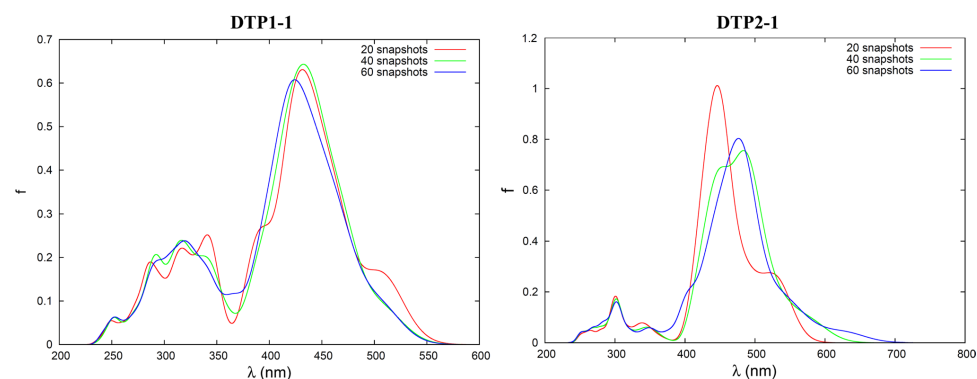 DTP1-1
0.7
0.6
0.5
0.4
0.3
0.2
0.1
0
f
200 250 300 350 400 450 500 550 600
λ (nm)
20 snapshots
40 snapshots
60 snapshots
DTP2-1
1.2
1
0.8
0.6
0.4
0.2
0
f
200 300 400 500 600 700 800
λ (nm)
20 snapshots
40 snapshots
60 snapshots